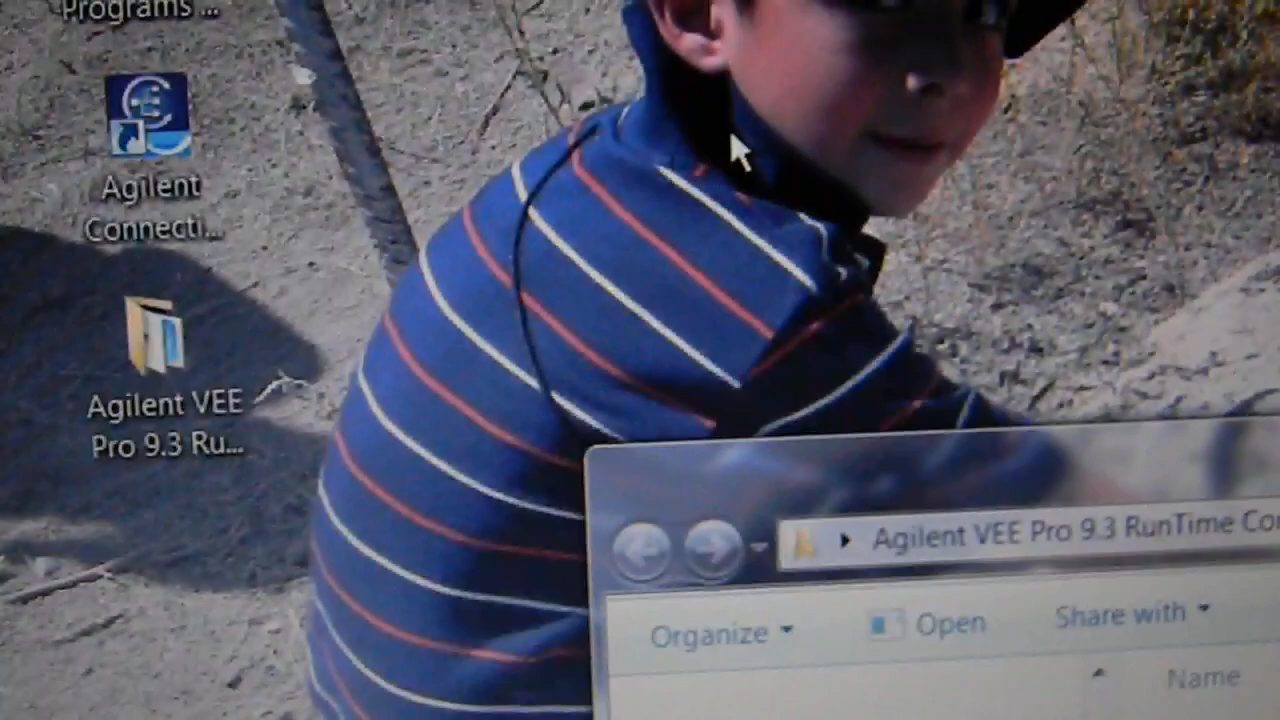 Programs ...
Agilent
Connecti...
Agilent VEE
Pro 9.3 Ru...
Agilent VEE Pro 9.3 RunTime Co
Organize
Open
Share with
Name